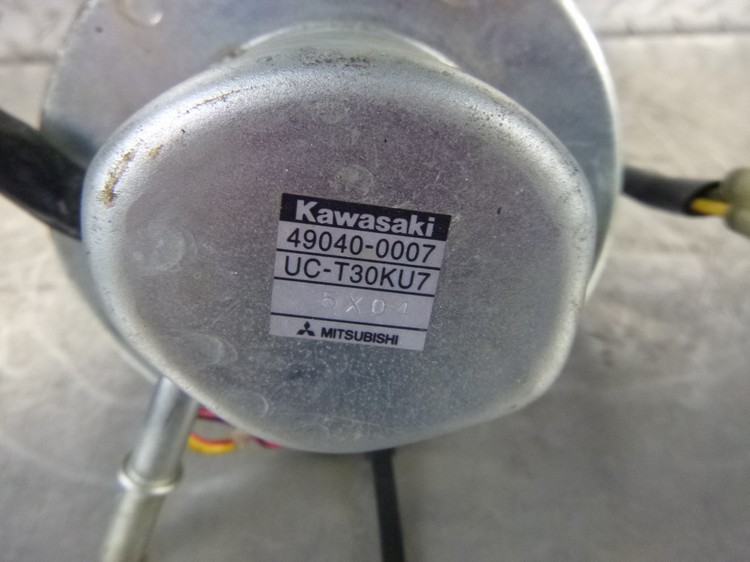 Kawasaki
49040-0007
UC-T30KU7
5X04
MITSUBISHI